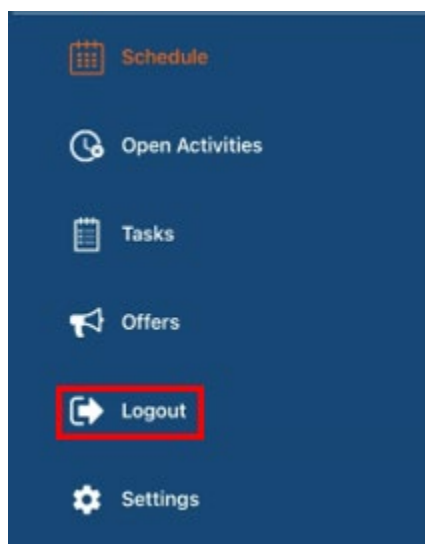 Schedule
Open Activities
Tasks
Offers
Logout
Settings